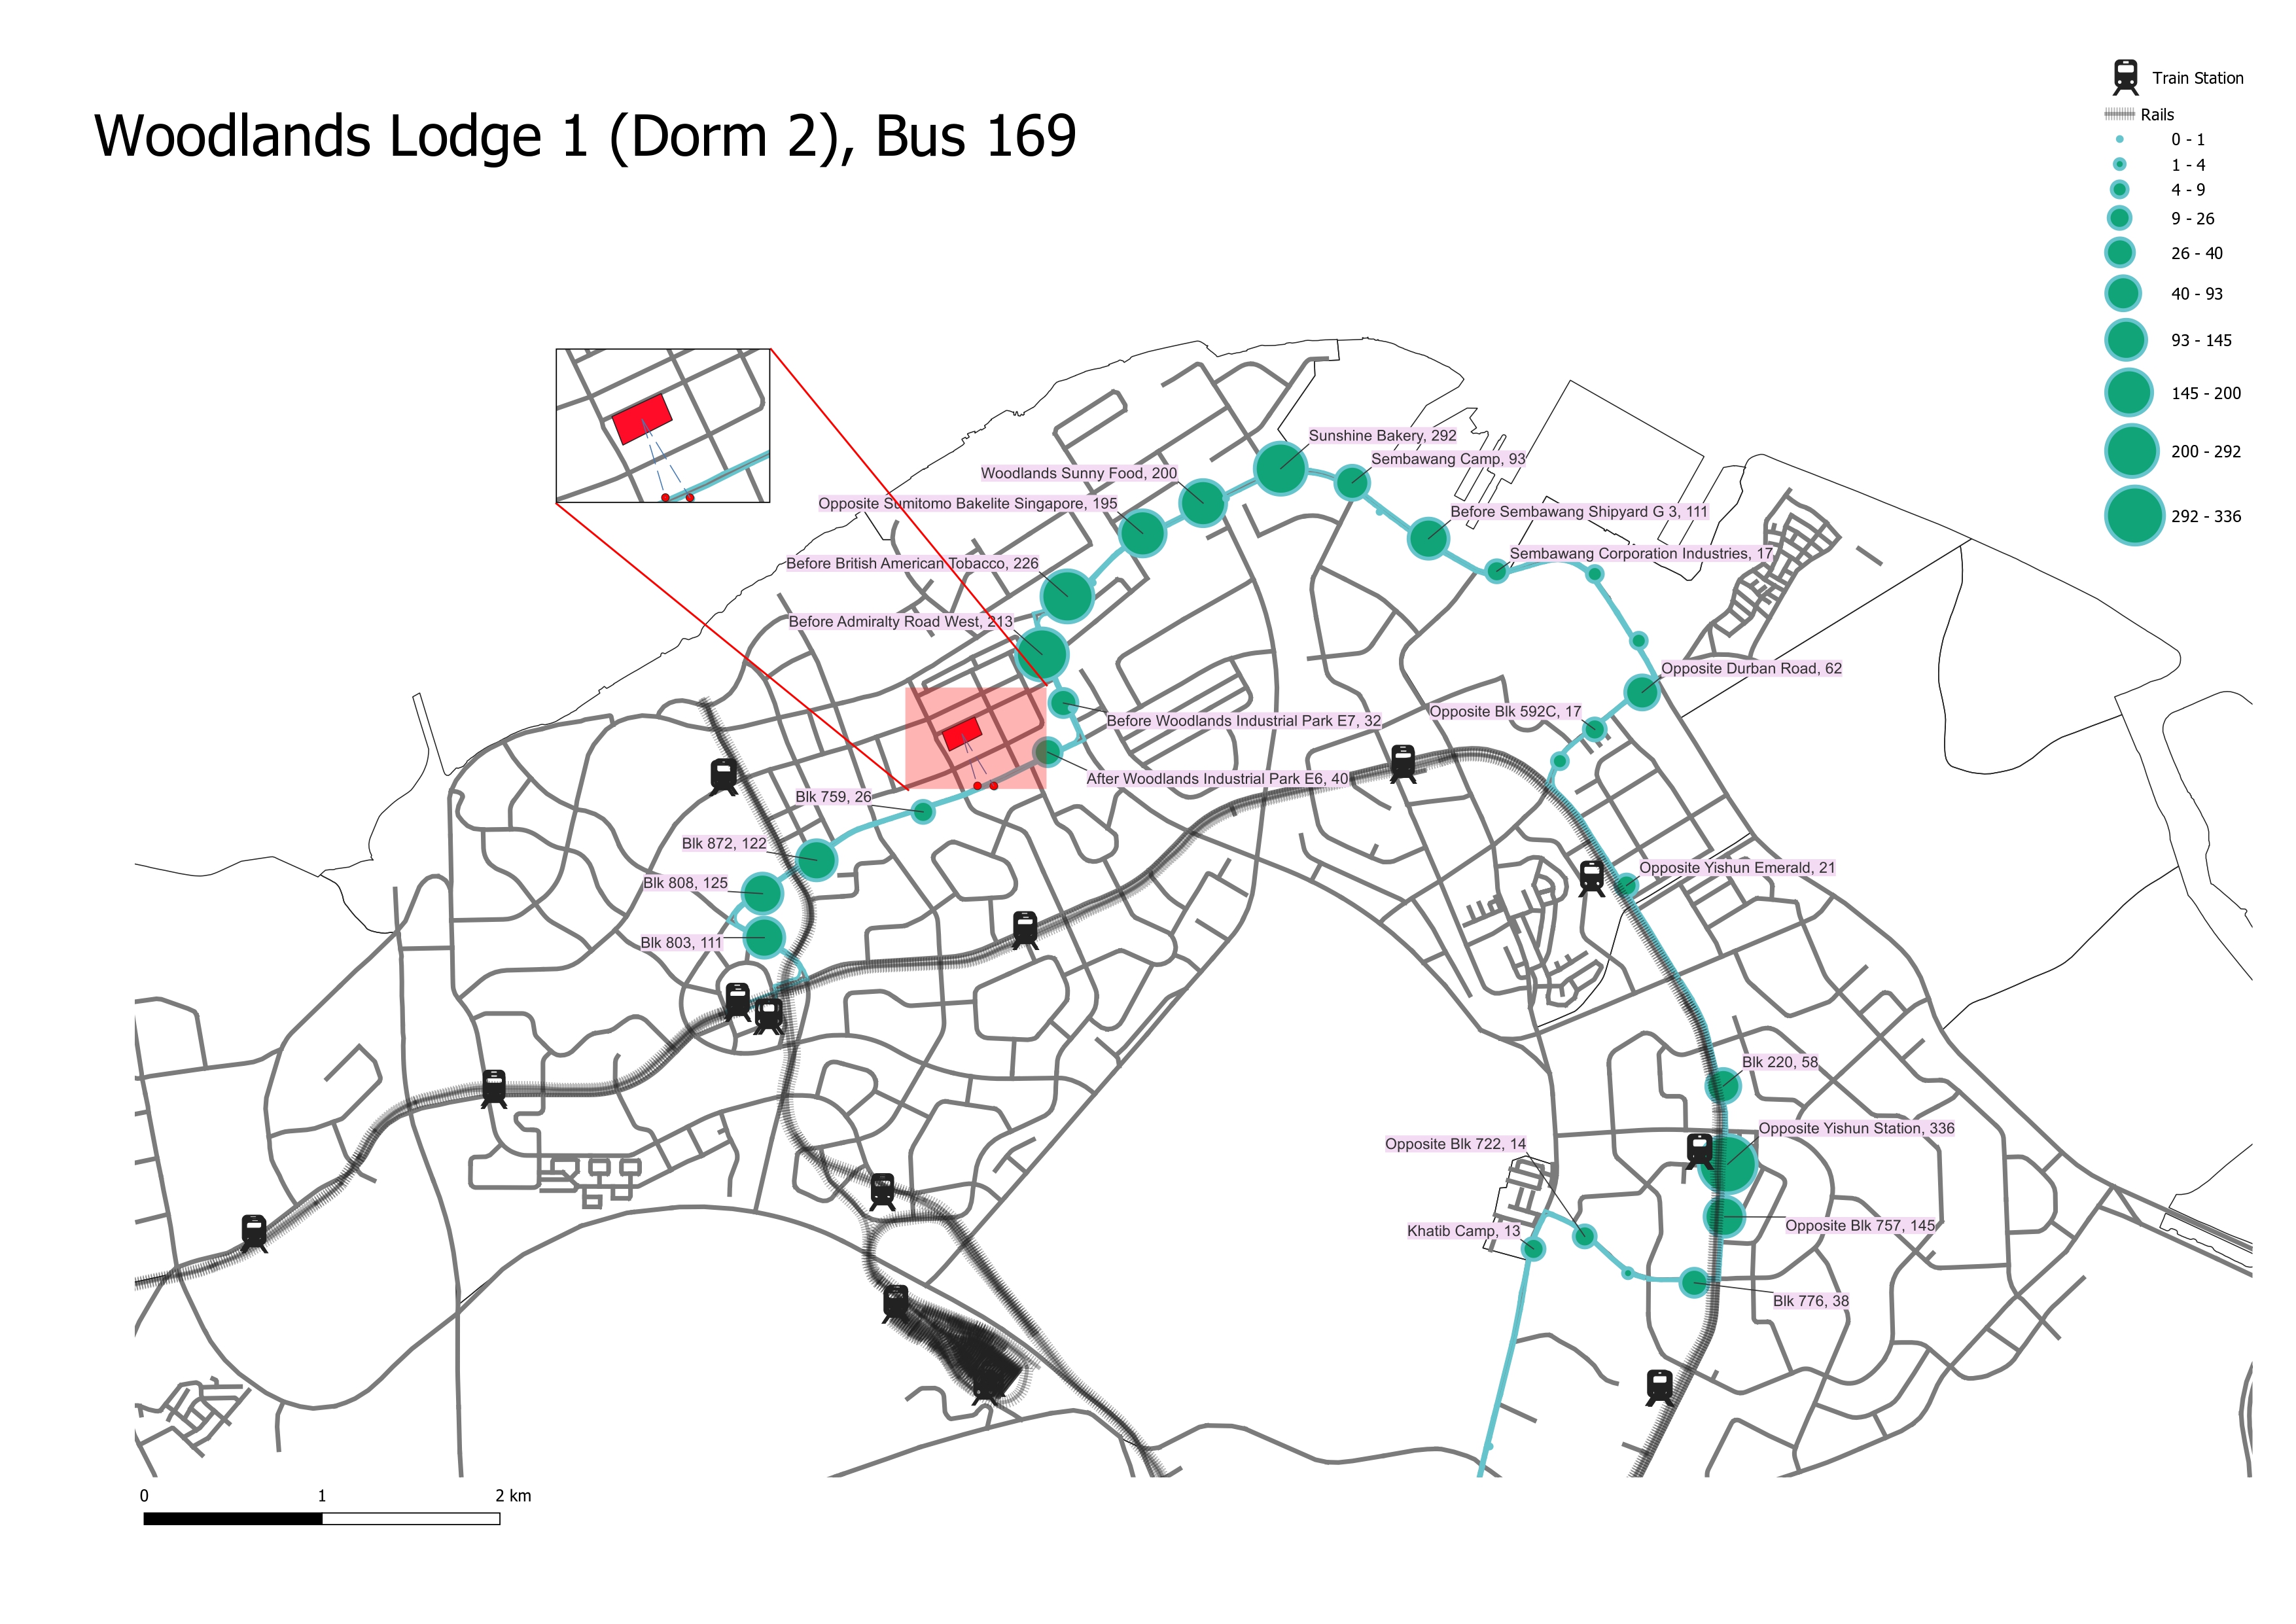 Woodlands Lodge 1 (Dorm 2), Bus 169
Train Station
Rails
0 - 1
1 - 4
4 - 9
9 - 26
26 - 40
40 - 93
93 - 145
145 - 200
200 - 292
292 - 336
Sunshine Bakery, 292
Sembawang Camp, 93
Woodlands Sunny Food, 200
Opposite Sumitomo Bakelite Singapore, 195
Before Sembawang Shipyard G 3, 111
Sembawang Corporation Industries, 17
Before British American Tobacco, 226
Before Admiralty Road West, 213
Opposite Durban Road, 62
Opposite Blk 592C, 17
Before Woodlands Industrial Park E7, 32
After Woodlands Industrial Park E6, 40
Blk 759, 26
Blk 872, 122
Opposite Yishun Emerald, 21
Blk 808, 125
Blk 803, 111
Blk 220, 58
Opposite Yishun Station, 336
Opposite Blk 722, 14
Opposite Blk 757, 145
Khatib Camp, 13
Blk 776, 38
0 1 2 km